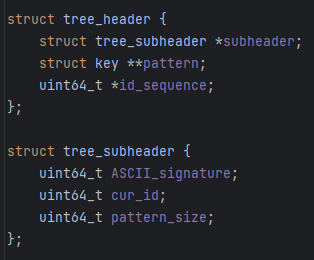 struct tree_header {
    struct tree_subheader *subheader;
    struct key **pattern;
    uint64_t *id_sequence;
};

struct tree_subheader {
    uint64_t ASCII_signature;
    uint64_t cur_id;
    uint64_t pattern_size;
};